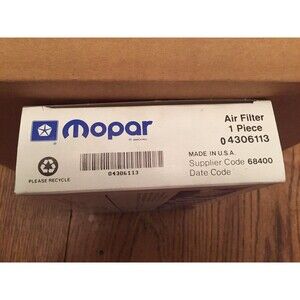 Mopar
Air Filter
1 Piece
04306113
04306113
MADE IN U.S.A.
Supplier Code 68400
Date Code
PLEASE RECYCLE